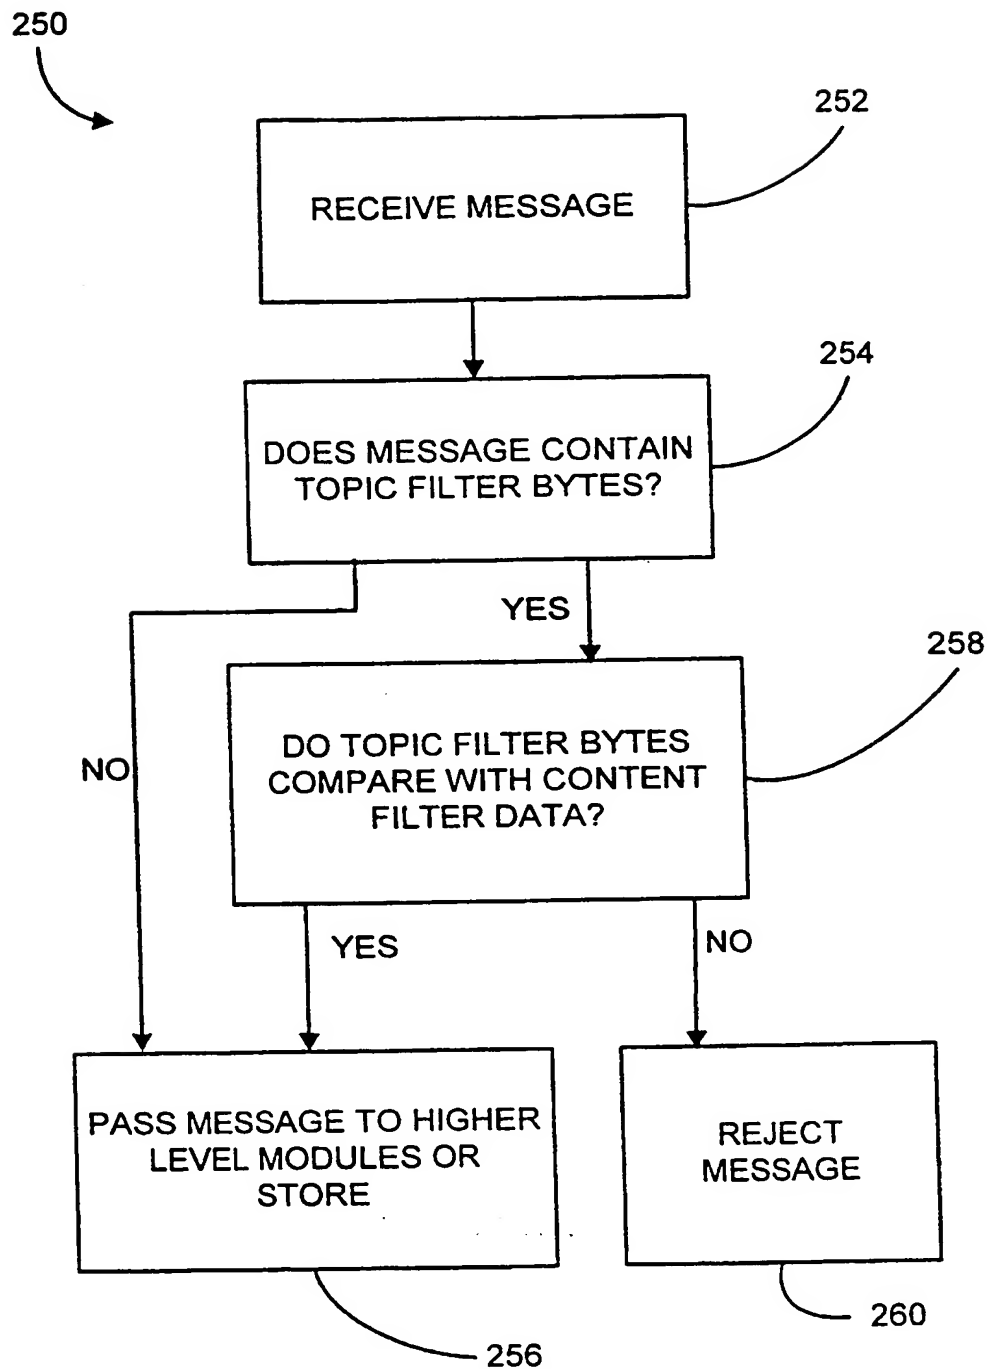 250
252
RECEIVE MESSAGE
254
DOES MESSAGE CONTAIN
TOPIC FILTER BYTES?
YES
258
DO TOPIC FILTER BYTES
COMPARE WITH CONTENT
FILTER DATA?
NO
YES
NO
PASS MESSAGE TO HIGHER
LEVEL MODULES OR
STORE
REJECT
MESSAGE
260
256